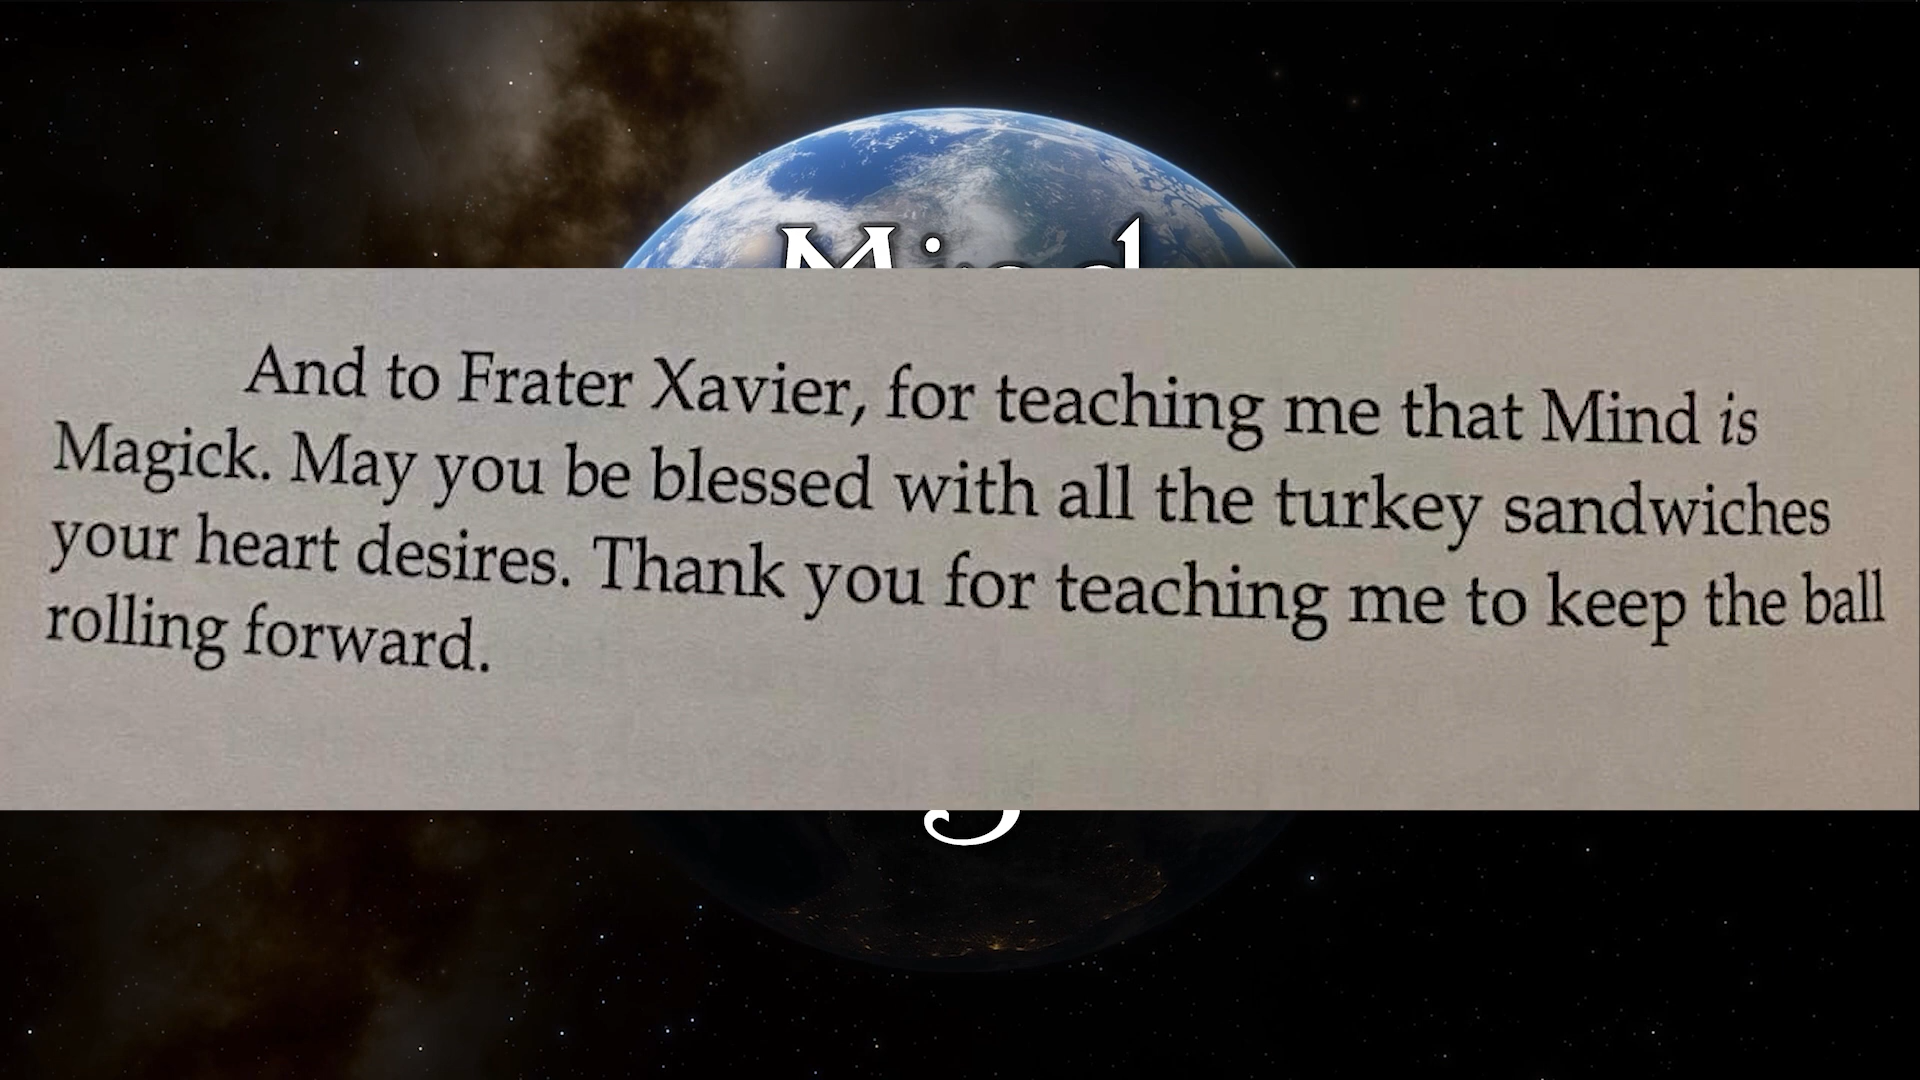 And to Frater Xavier, for teaching me that Mind is
Magick. May you be blessed with all the turkey sandwiches
your heart desires. Thank you for teaching me to keep the ball
rolling forward.